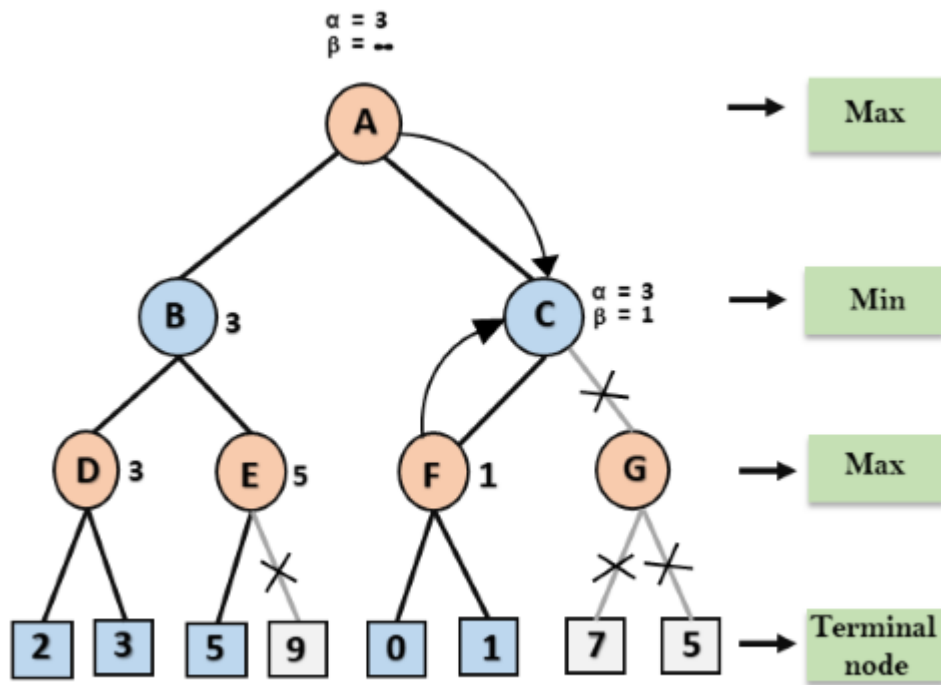 α = 3
β = ∞
A
Max
B
3
C
α = 3
β = 1
Min
D
3
E
5
F
1
G
Max
2
3
5
9
0
1
7
5
Terminal
node